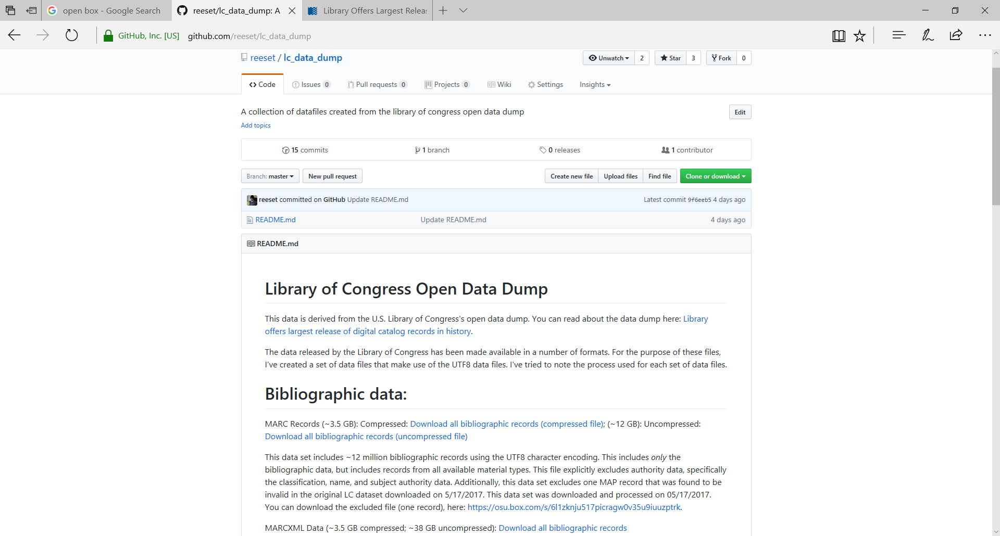 open box - Google Search
reeset/lc_data_dump: A
Library Offers Largest Relea
GitHub, Inc. [US]
github.com/reeset/lc_data_dump
reeset / lc_data_dump
Unwatch 2
Star 3
Fork 0
Code
Issues 0
Pull requests 0
Projects 0
Wiki
Settings
Insights
A collection of datafiles created from the library of congress open data dump
Edit
Add topics
15 commits
1 branch
0 releases
1 contributor
Branch: master
New pull request
Create new file
Upload files
Find file
Clone or download
reeset committed on GitHub Update README.md
Latest commit 9f6eeb5 4 days ago
README.md
Update README.md
4 days ago
README.md
Library of Congress Open Data Dump
This data is derived from the U.S. Library of Congress's open data dump. You can read about the data dump here: Library
offers largest release of digital catalog records in history.
The data released by the Library of Congress has been made available in a number of formats. For the purpose of these files,
I've created a set of data files that make use of the UTF8 data files. I've tried to note the process used for each set of data files.
Bibliographic data:
MARC Records (~3.5 GB): Compressed: Download all bibliographic records (compressed file); (~12 GB): Uncompressed:
Download all bibliographic records (uncompressed file)
This data set includes ~12 million bibliographic records using the UTF8 character encoding. This includes only the
bibliographic data, but includes records from all available material types. This file explicitly excludes authority data, specifically
the classification, name, and subject authority data. Additionally, this data set excludes one MAP record that was found to be
invalid in the original LC dataset downloaded on 5/17/2017. This data set was downloaded and processed on 05/17/2017.
You can download the excluded file (one record), here: https://osu.box.com/s/6l1zknju517picragw0v35u9iuuzptrk.
MARCXML Data (~3.5 GB compressed; ~38 GB uncompressed): Download all bibliographic records